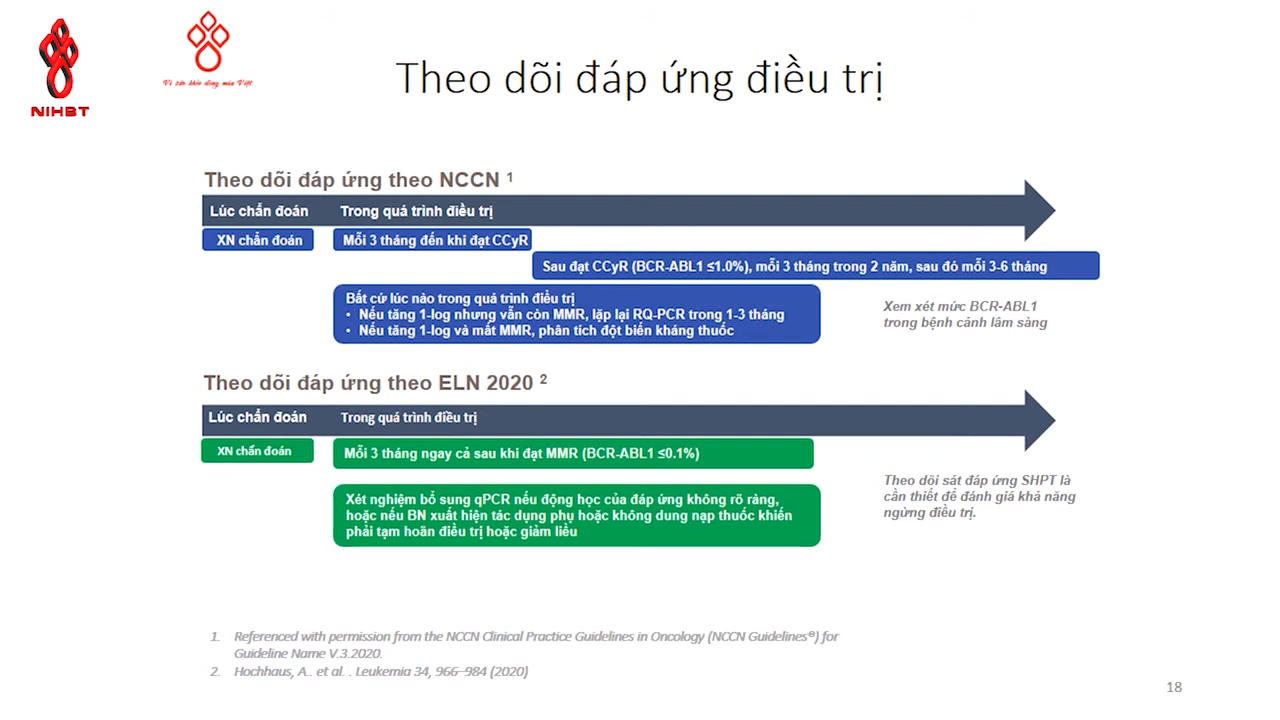 NIHBT
Vì sức khỏe dòng máu Việt
Theo dõi đáp ứng điều trị
Theo dõi đáp ứng theo NCCN 1
Lúc chẩn đoán
Trong quá trình điều trị
XN chẩn đoán
Mỗi 3 tháng đến khi đạt CCyR
Sau đạt CCyR (BCR-ABL1 ≤1.0%), mỗi 3 tháng trong 2 năm, sau đó mỗi 3-6 tháng
Bất cứ lúc nào trong quá trình điều trị
• Nếu tăng 1-log nhưng vẫn còn MMR, lặp lại RQ-PCR trong 1-3 tháng
• Nếu tăng 1-log và mất MMR, phân tích đột biến kháng thuốc
Xem xét mức BCR-ABL1
trong bệnh cảnh lâm sàng
Theo dõi đáp ứng theo ELN 2020 2
Lúc chẩn đoán
Trong quá trình điều trị
XN chẩn đoán
Mỗi 3 tháng ngay cả sau khi đạt MMR (BCR-ABL1 ≤0.1%)
Xét nghiệm bổ sung qPCR nếu động học của đáp ứng không rõ ràng,
hoặc nếu BN xuất hiện tác dụng phụ hoặc không dung nạp thuốc khiến
phải tạm hoãn điều trị hoặc giảm liều
Theo dõi sát đáp ứng SHPT là
cần thiết để đánh giá khả năng
ngừng điều trị.
1. Referenced with permission from the NCCN Clinical Practice Guidelines in Oncology (NCCN Guidelines®) for
Guideline Name V.3.2020.
2. Hochhaus, A.. et al. . Leukemia 34, 966–984 (2020)
18